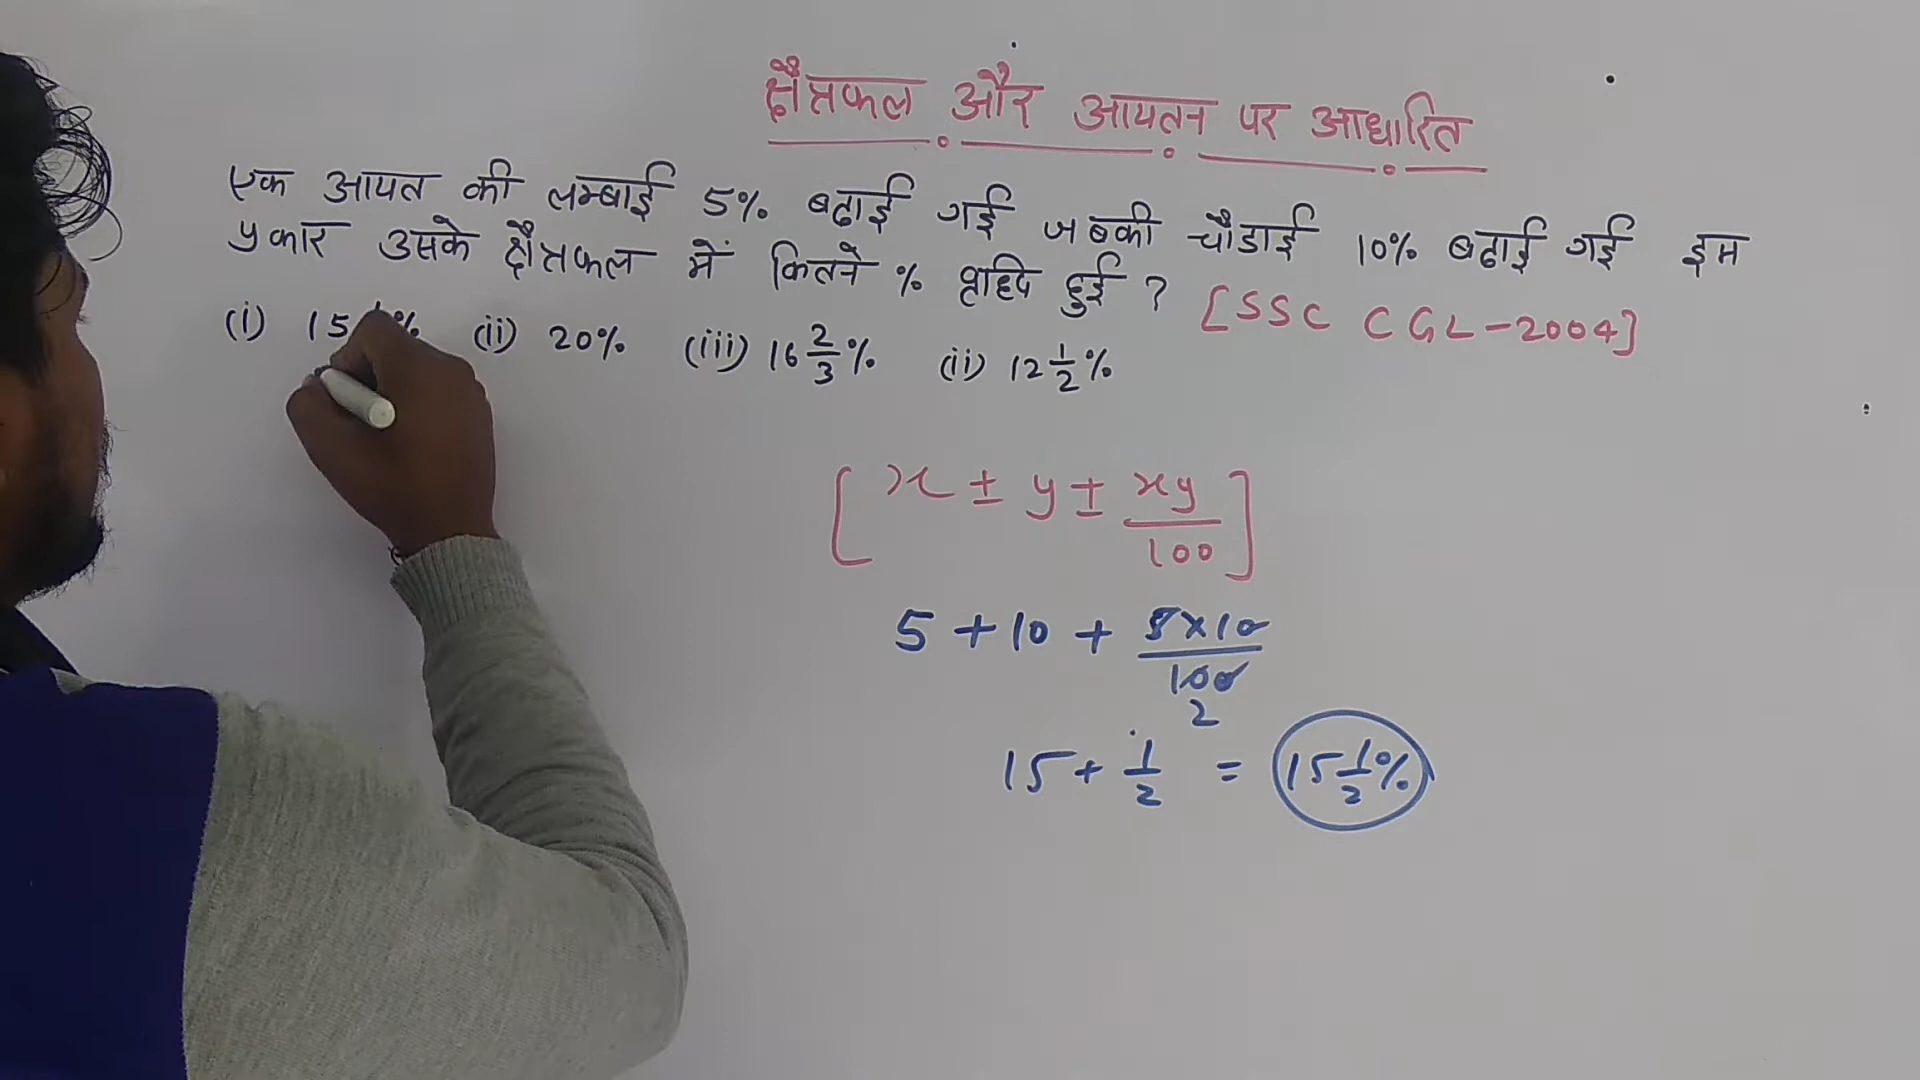 क्षैत्रफल और आयतन पर आधारित
एक आयत की लम्बाई 5% बढाई गई जबकी चौडाई 10% बढाई गई इस
प्रकार उसके क्षैत्रफल में कितने % वृद्धि हुई ? [SSC CGL-2004]
(i) 15 % (ii) 20% (iii) 16 2/3 % (ii) 12 1/2 %
[x ± y ± xy/100]
5 + 10 + 5×10/100
2
15 + 1/2 = 15 1/2 %